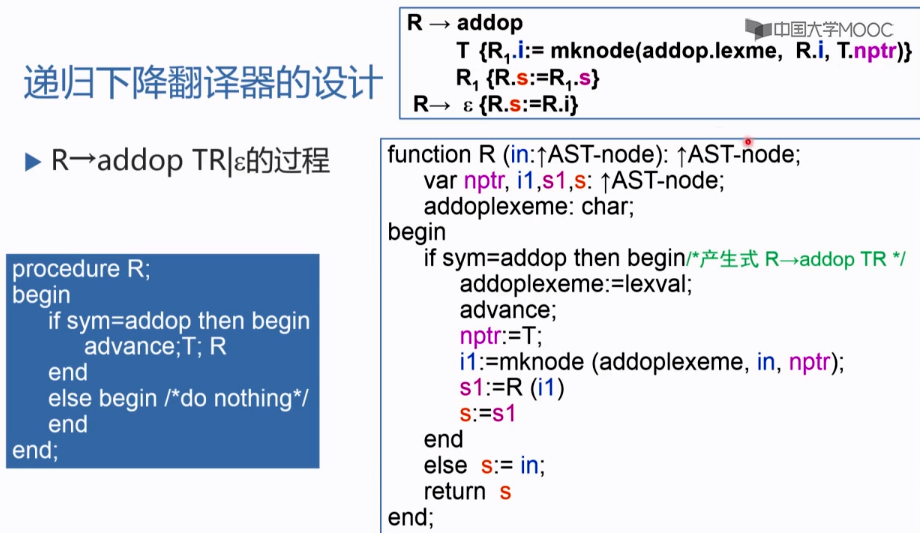 中国大学MOOC
R → addop
T {R1.i:= mknode(addop.lexme, R.i, T.nptr)}
R1 {R.s:=R1.s}
R→ ε {R.s:=R.i}
递归下降翻译器的设计
▶ R→addop TR|ε的过程
procedure R;
begin
if sym=addop then begin
advance;T; R
end
else begin /*do nothing*/
end
end;
function R (in:↑AST-node): ↑AST-node;
var nptr, i1,s1,s: ↑AST-node;
addoplexeme: char;
begin
if sym=addop then begin/*产生式 R→addop TR */
addoplexeme:=lexval;
advance;
nptr:=T;
i1:=mknode (addoplexeme, in, nptr);
s1:=R (i1)
s:=s1
end
else s:= in;
return s
end;